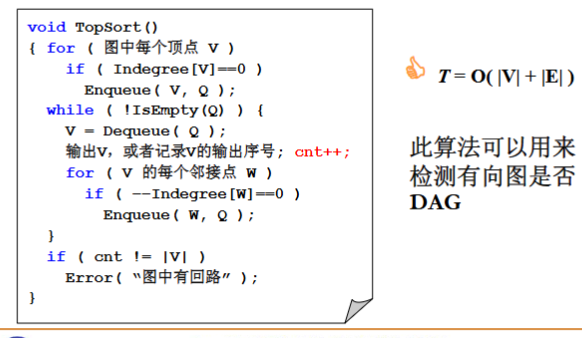 void TopSort()
{ for ( 图中每个顶点 V )
if ( Indegree[V]==0 )
Enqueue( V, Q );
while ( !IsEmpty(Q) ) {
V = Dequeue( Q );
输出V，或者记录V的输出序号; cnt++;
for ( V 的每个邻接点 W )
if ( --Indegree[W]==0 )
Enqueue( W, Q );
}
if ( cnt != |V| )
Error( “图中有回路” );
}
T = O( |V| + |E| )
此算法可以用来
检测有向图是否
DAG